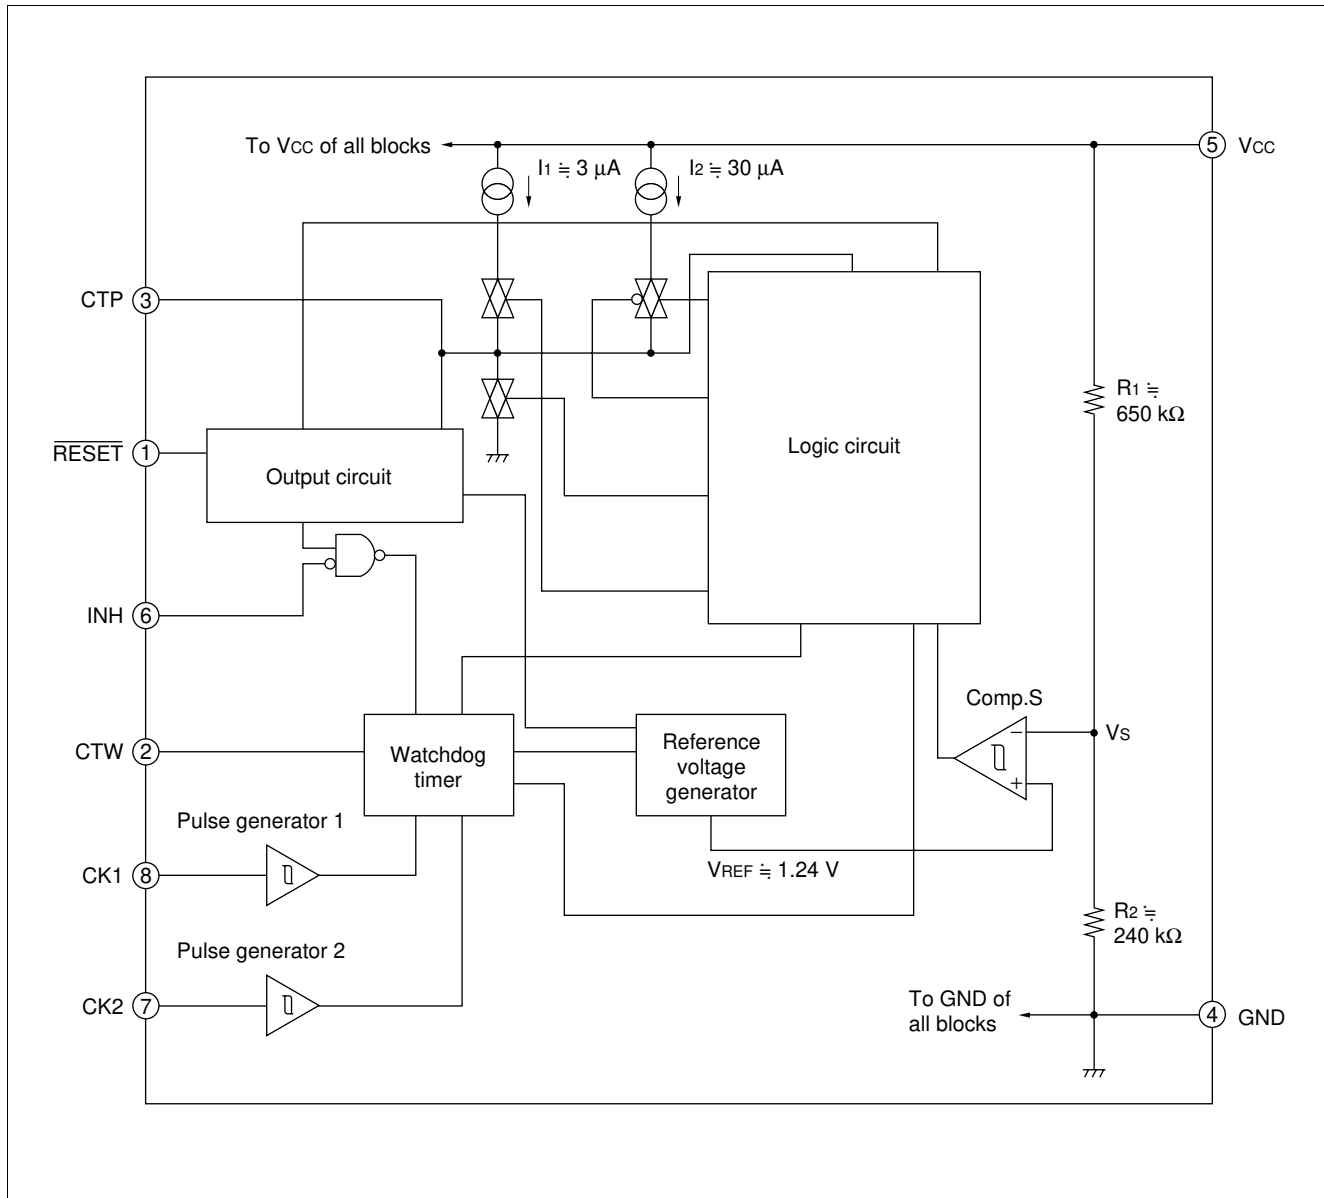 To VCC of all blocks
I1 ≒ 3 µA
I2 ≒ 30 µA
5
VCC
CTP
3
R1 ≒
650 kΩ
RESET
1
Output circuit
Logic circuit
INH
6
Comp.S
VS
−
+
CTW
2
Watchdog
timer
Reference
voltage
generator
Pulse generator 1
VREF ≒ 1.24 V
CK1
8
R2 ≒
240 kΩ
Pulse generator 2
CK2
7
To GND of
all blocks
4
GND